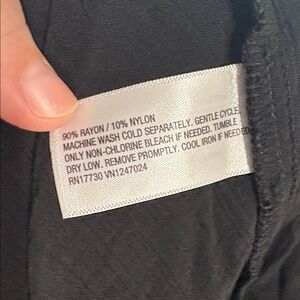 90% RAYON / 10% NYLON
MACHINE WASH COLD SEPARATELY. GENTLE CYCLE.
ONLY NON-CHLORINE BLEACH IF NEEDED. TUMBLE
DRY LOW. REMOVE PROMPTLY. COOL IRON IF NEEDED
RN17730 VN1247024